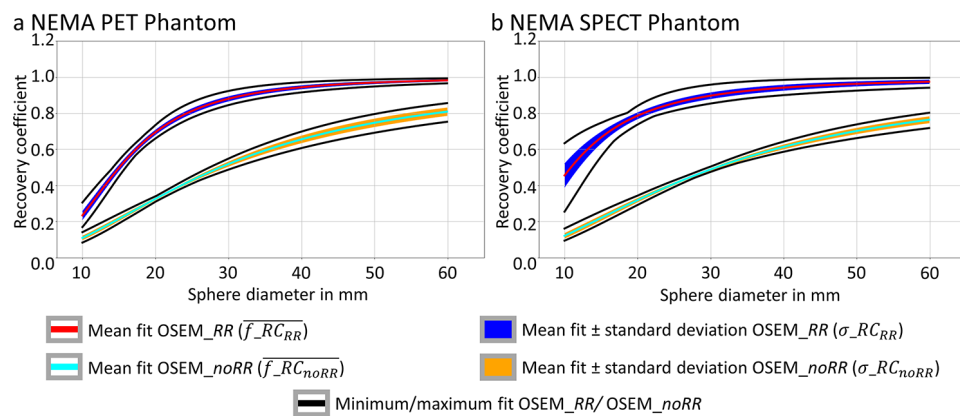 a NEMA PET Phantom
b NEMA SPECT Phantom
Recovery coefficient
1.2
1.0
0.8
0.6
0.4
0.2
0.0
10 20 30 40 50 60
Sphere diameter in mm
Recovery coefficient
1.2
1.0
0.8
0.6
0.4
0.2
0.0
10 20 30 40 50 60
Sphere diameter in mm
Mean fit OSEM_RR (f_RC_RR)
Mean fit ± standard deviation OSEM_RR (σ_RC_RR)
Mean fit OSEM_noRR (f_RC_noRR)
Mean fit ± standard deviation OSEM_noRR (σ_RC_noRR)
Minimum/maximum fit OSEM_RR/ OSEM_noRR